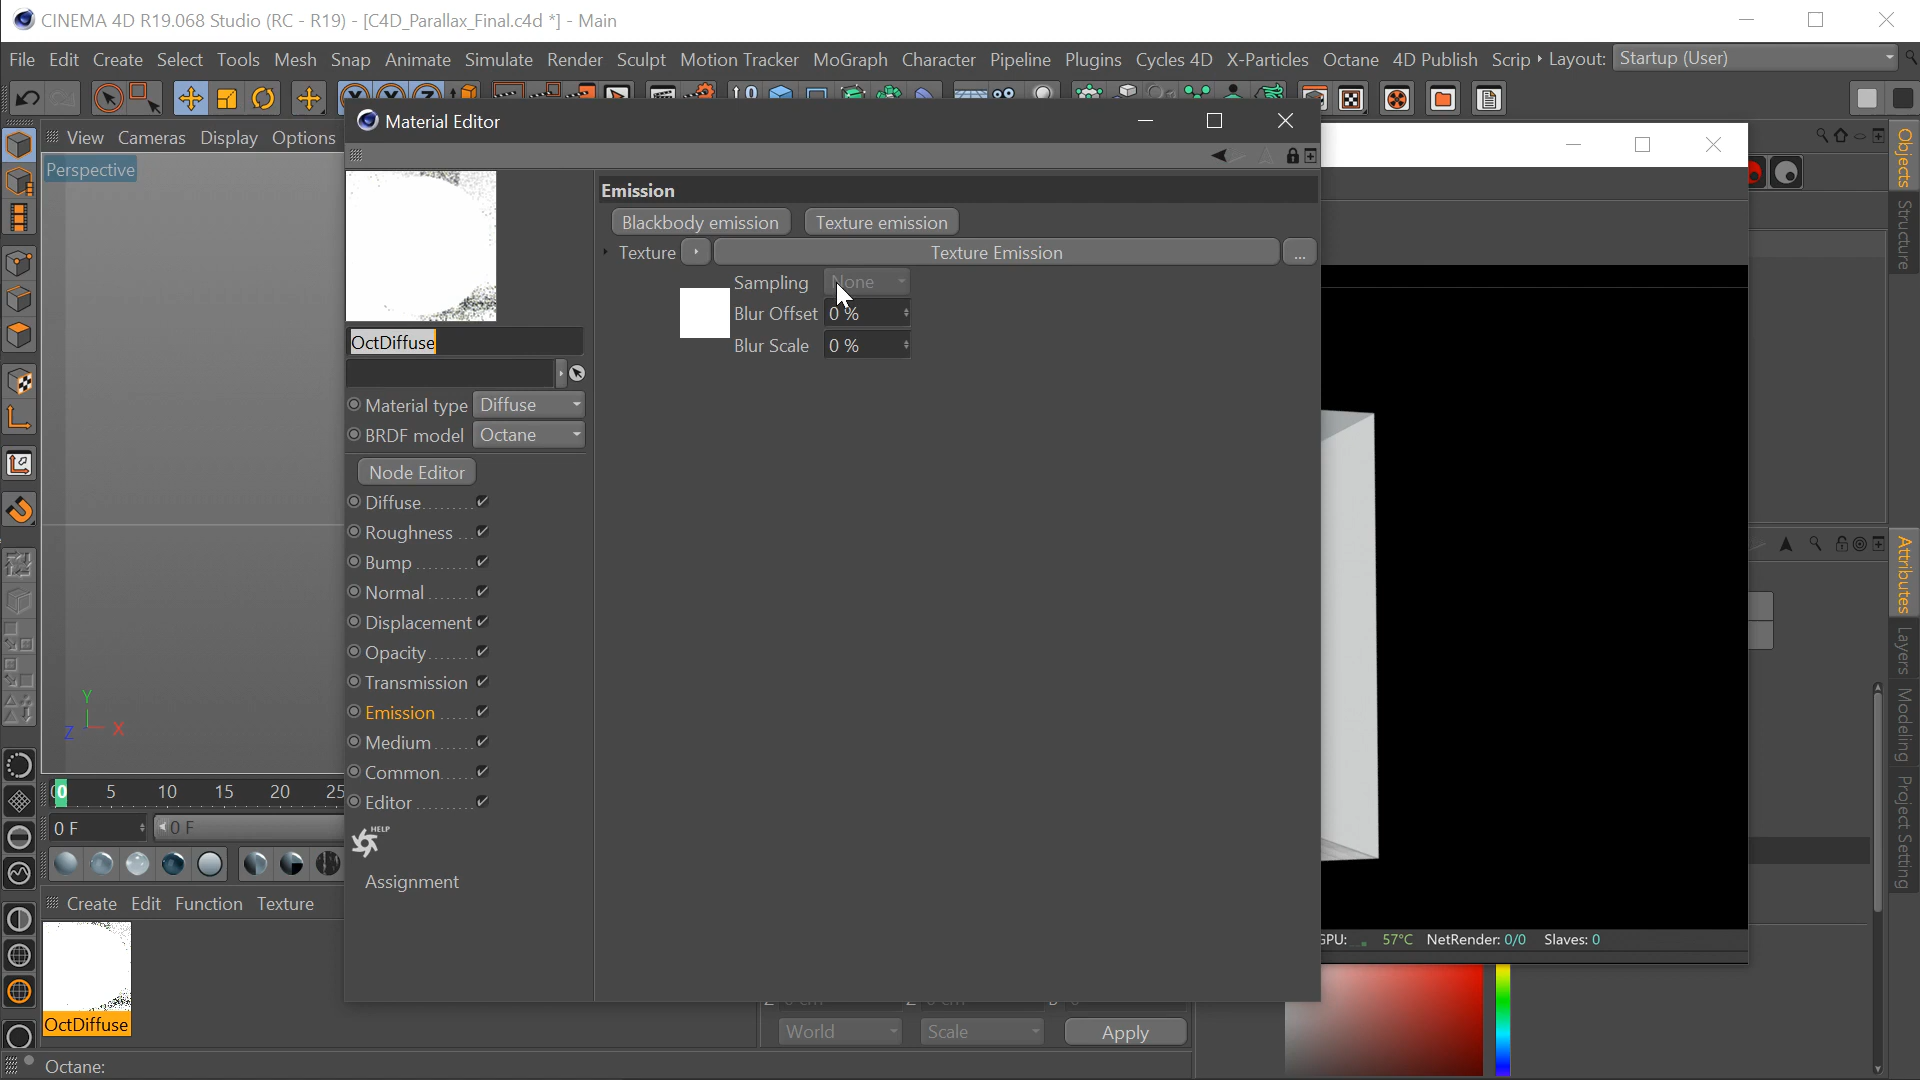 CINEMA 4D R19.068 Studio (RC - R19) - [C4D_Parallax_Final.c4d *] - Main
File Edit Create Select Tools Mesh Snap Animate Simulate Render Sculpt Motion Tracker MoGraph Character Pipeline Plugins Cycles 4D X-Particles Octane 4D Publish Scrip Layout: Startup (User)
Material Editor
View Cameras Display Options
Perspective
Emission
Blackbody emission Texture emission
Texture Texture Emission ...
Sampling None
Blur Offset 0 %
Blur Scale 0 %
OctDiffuse
Material type Diffuse
BRDF model Octane
Node Editor
Diffuse
Roughness
Bump
Normal
Displacement
Opacity
Transmission
Emission
Medium
Common
Editor
HELP
Assignment
Y
Z X
0 5 10 15 20 25
0 F 0 F
Create Edit Function Texture
OctDiffuse
GPU: 57°C NetRender: 0/0 Slaves: 0
World Scale Apply
Octane:
Objects
Structure
Attributes
Layers
Modeling
Project Setting